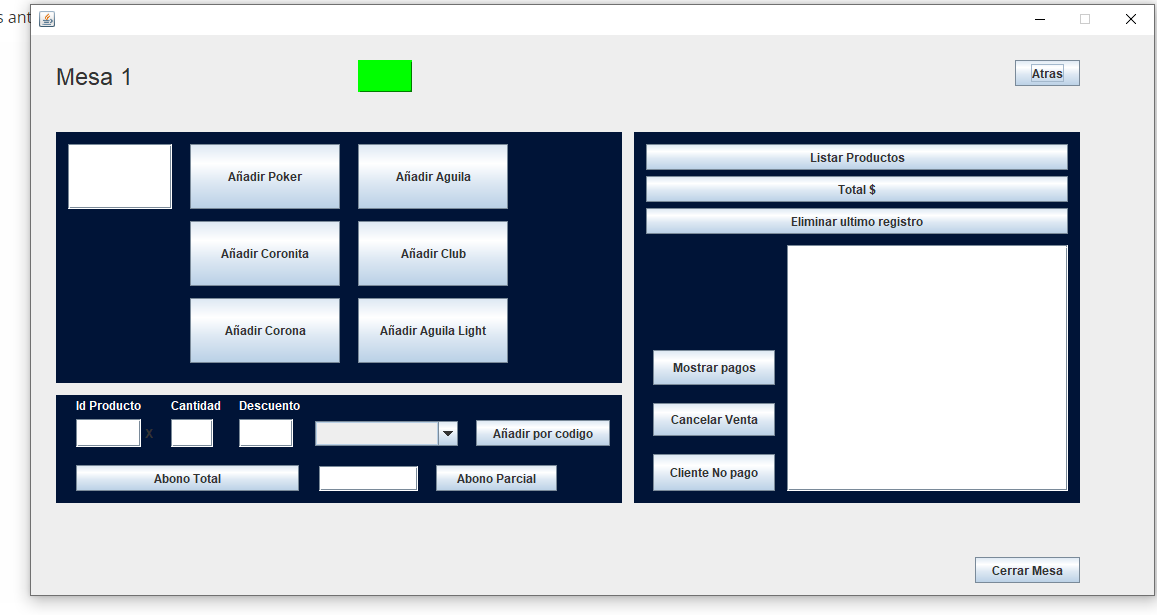 s ant
Mesa 1
Atras
Añadir Poker
Añadir Aguila
Añadir Coronita
Añadir Club
Añadir Corona
Añadir Aguila Light
Listar Productos
Total $
Eliminar ultimo registro
Mostrar pagos
Cancelar Venta
Cliente No pago
Id Producto
Cantidad
Descuento
X
Añadir por codigo
Abono Total
Abono Parcial
Cerrar Mesa